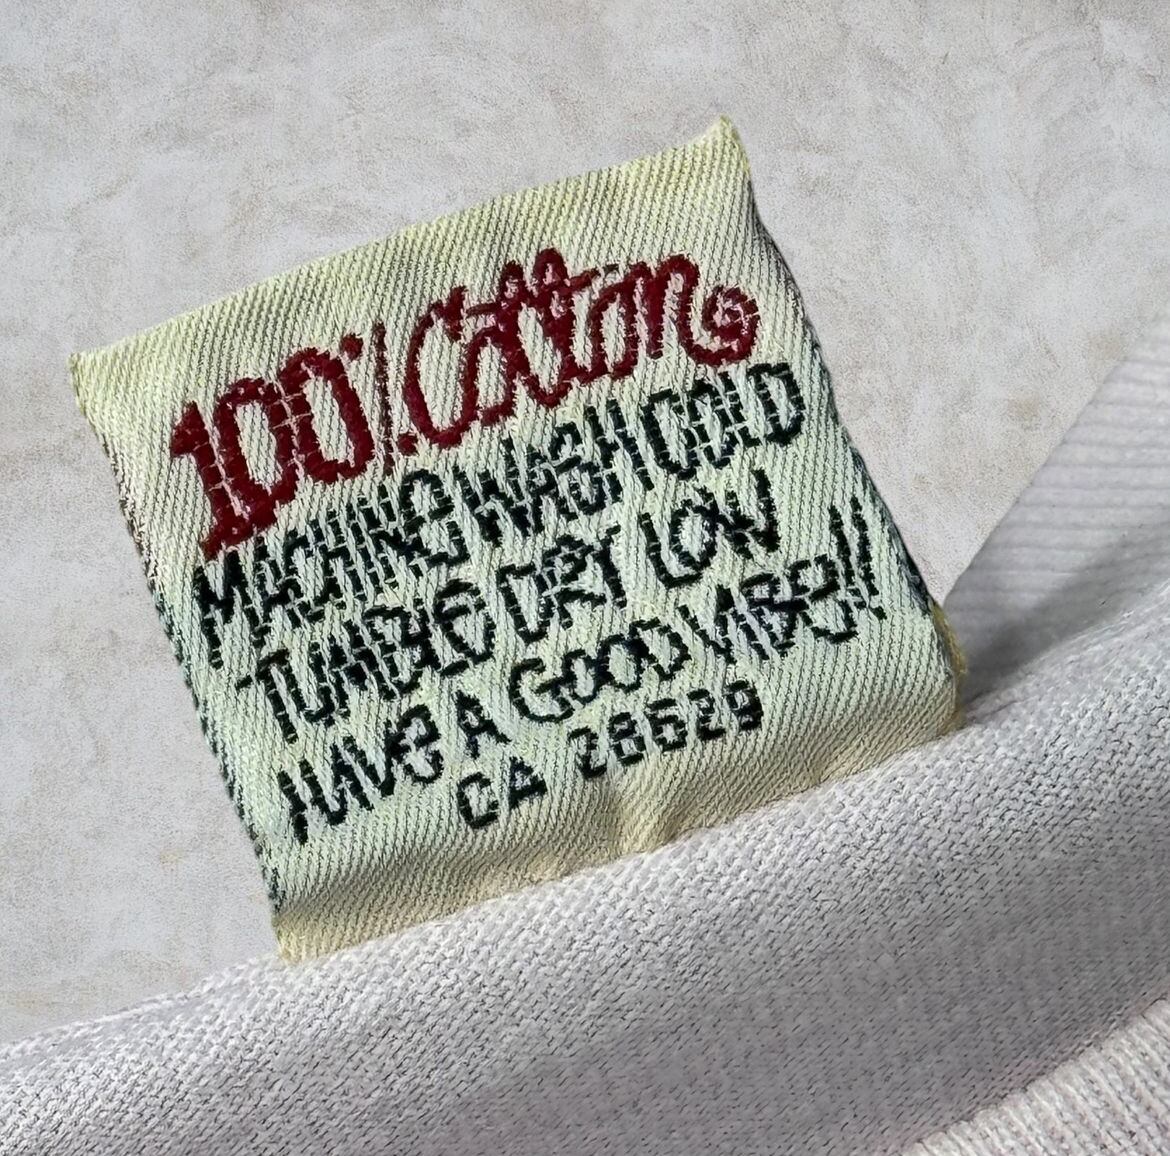 100% Cotton
MACHINE WASH COLD
TUMBLE DRY LOW
HAVE A GOOD VIBE!!
CA 28629